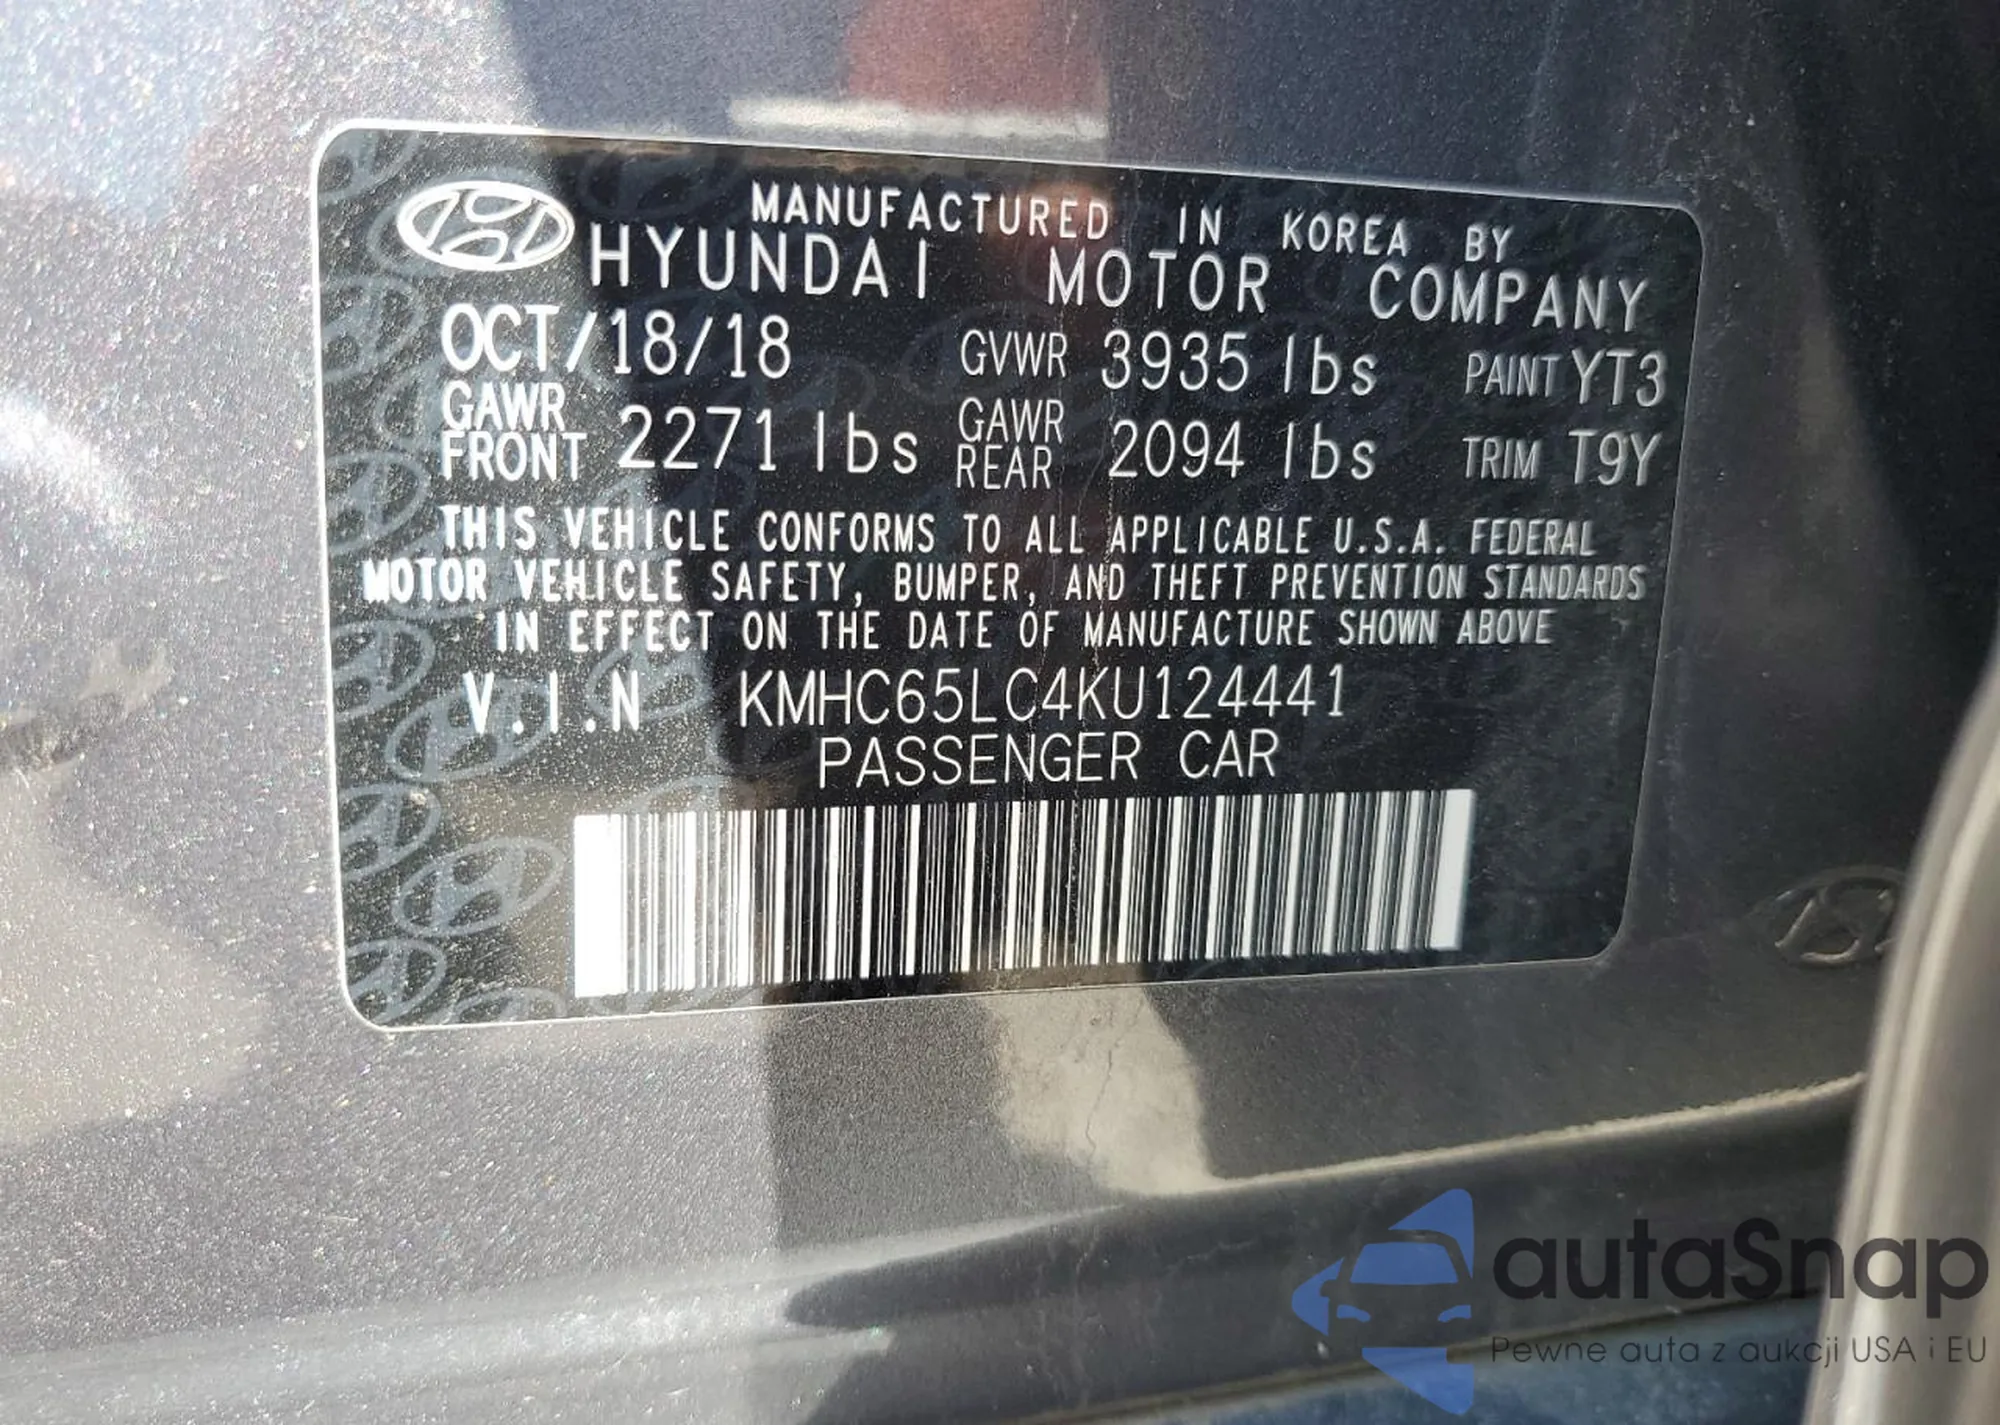 MANUFACTURED IN KOREA BY
HYUNDAI MOTOR COMPANY
OCT/18/18 GVWR 3935 lbs PAINT YT3
GAWR FRONT 2271 lbs GAWR REAR 2094 lbs TRIM T9Y
THIS VEHICLE CONFORMS TO ALL APPLICABLE U.S.A. FEDERAL
MOTOR VEHICLE SAFETY, BUMPER, AND THEFT PREVENTION STANDARDS
IN EFFECT ON THE DATE OF MANUFACTURE SHOWN ABOVE
V.I.N KMHC65LC4KU124441
PASSENGER CAR
autaSnap
Pewne auta z aukcji USA i EU